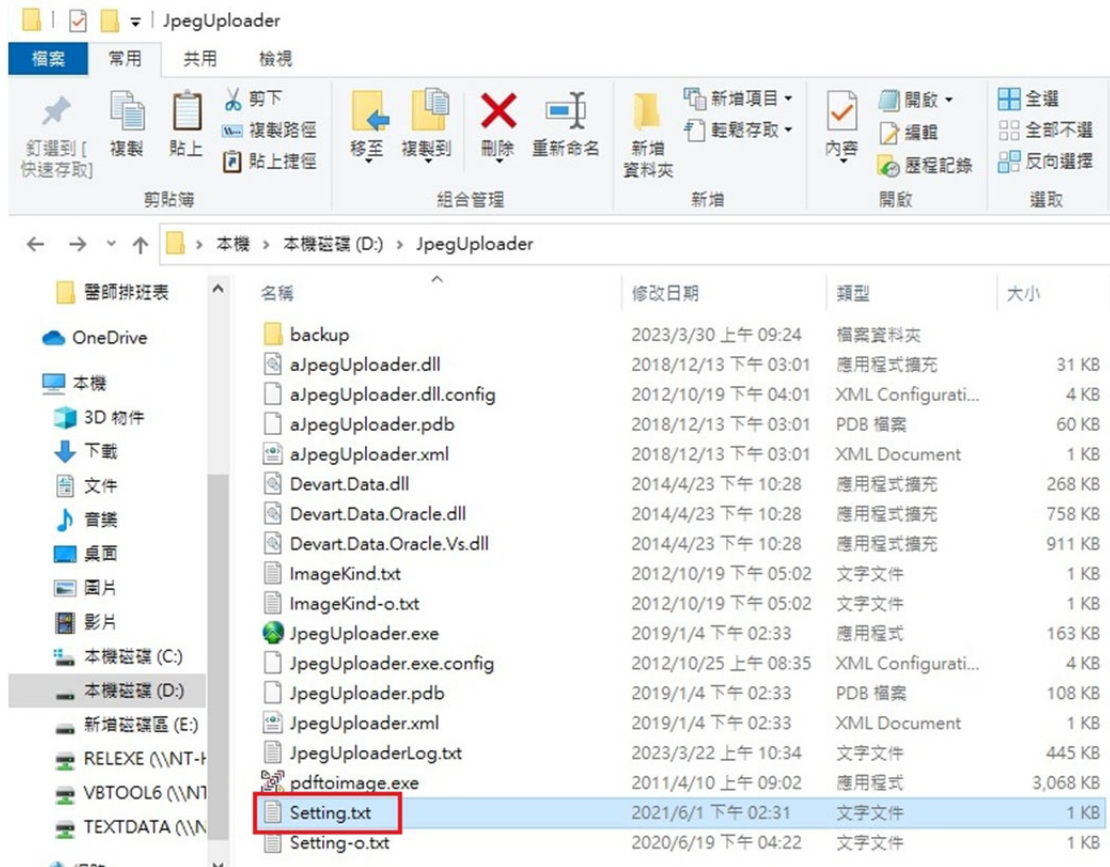 JpegUploader
檔案 常用 共用 檢視
釘選到 [快速存取]
複製
貼上
剪下
複製路徑
貼上捷徑
剪貼簿
移至
複製到
刪除
重新命名
組合管理
新增資料夾
新增項目
輕鬆存取
新增
內容
開啟
編輯
歷程記錄
開啟
全選
全部不選
反向選擇
選取
本機 › 本機磁碟 (D:) › JpegUploader
醫師排班表
OneDrive
本機
3D 物件
下載
文件
音樂
桌面
圖片
影片
本機磁碟 (C:)
本機磁碟 (D:)
新增磁碟區 (E:)
RELEXE (\\NT-H
VBTOOL6 (\\NT
TEXTDATA (\\N
名稱 修改日期 類型 大小
backup 2023/3/30 上午 09:24 檔案資料夾
aJpegUploader.dll 2018/12/13 下午 03:01 應用程式擴充 31 KB
aJpegUploader.dll.config 2012/10/19 下午 04:01 XML Configurati... 4 KB
aJpegUploader.pdb 2018/12/13 下午 03:01 PDB 檔案 60 KB
aJpegUploader.xml 2018/12/13 下午 03:01 XML Document 1 KB
Devart.Data.dll 2014/4/23 下午 10:28 應用程式擴充 268 KB
Devart.Data.Oracle.dll 2014/4/23 下午 10:28 應用程式擴充 758 KB
Devart.Data.Oracle.Vs.dll 2014/4/23 下午 10:28 應用程式擴充 911 KB
ImageKind.txt 2012/10/19 下午 05:02 文字文件 1 KB
ImageKind-o.txt 2012/10/19 下午 05:02 文字文件 1 KB
JpegUploader.exe 2019/1/4 下午 02:33 應用程式 163 KB
JpegUploader.exe.config 2012/10/25 上午 08:35 XML Configurati... 4 KB
JpegUploader.pdb 2019/1/4 下午 02:33 PDB 檔案 108 KB
JpegUploader.xml 2019/1/4 下午 02:33 XML Document 1 KB
JpegUploaderLog.txt 2023/3/22 上午 10:34 文字文件 445 KB
pdftoimage.exe 2011/4/10 上午 09:02 應用程式 3,068 KB
Setting.txt 2021/6/1 下午 02:31 文字文件 1 KB
Setting-o.txt 2020/6/19 下午 04:22 文字文件 1 KB